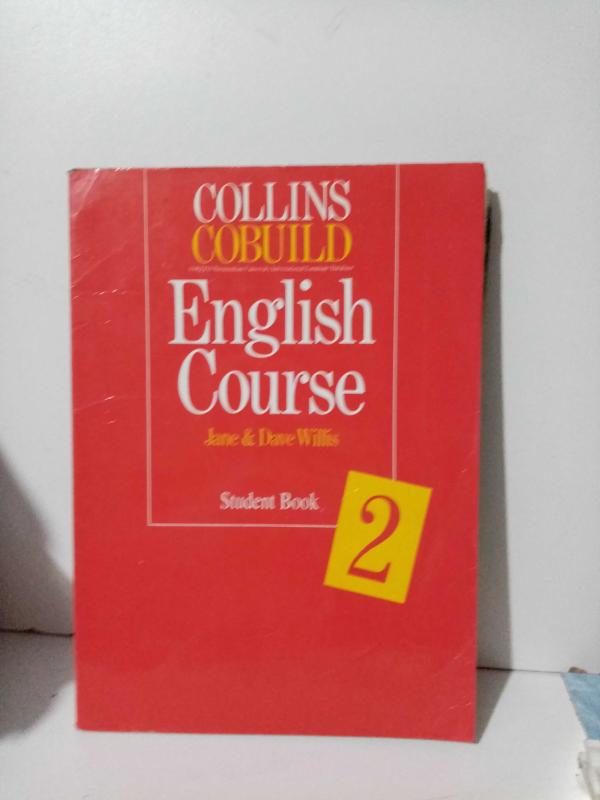 COLLINS
COBUILD
English
Course
Jane & Dave Willis
Student Book
2